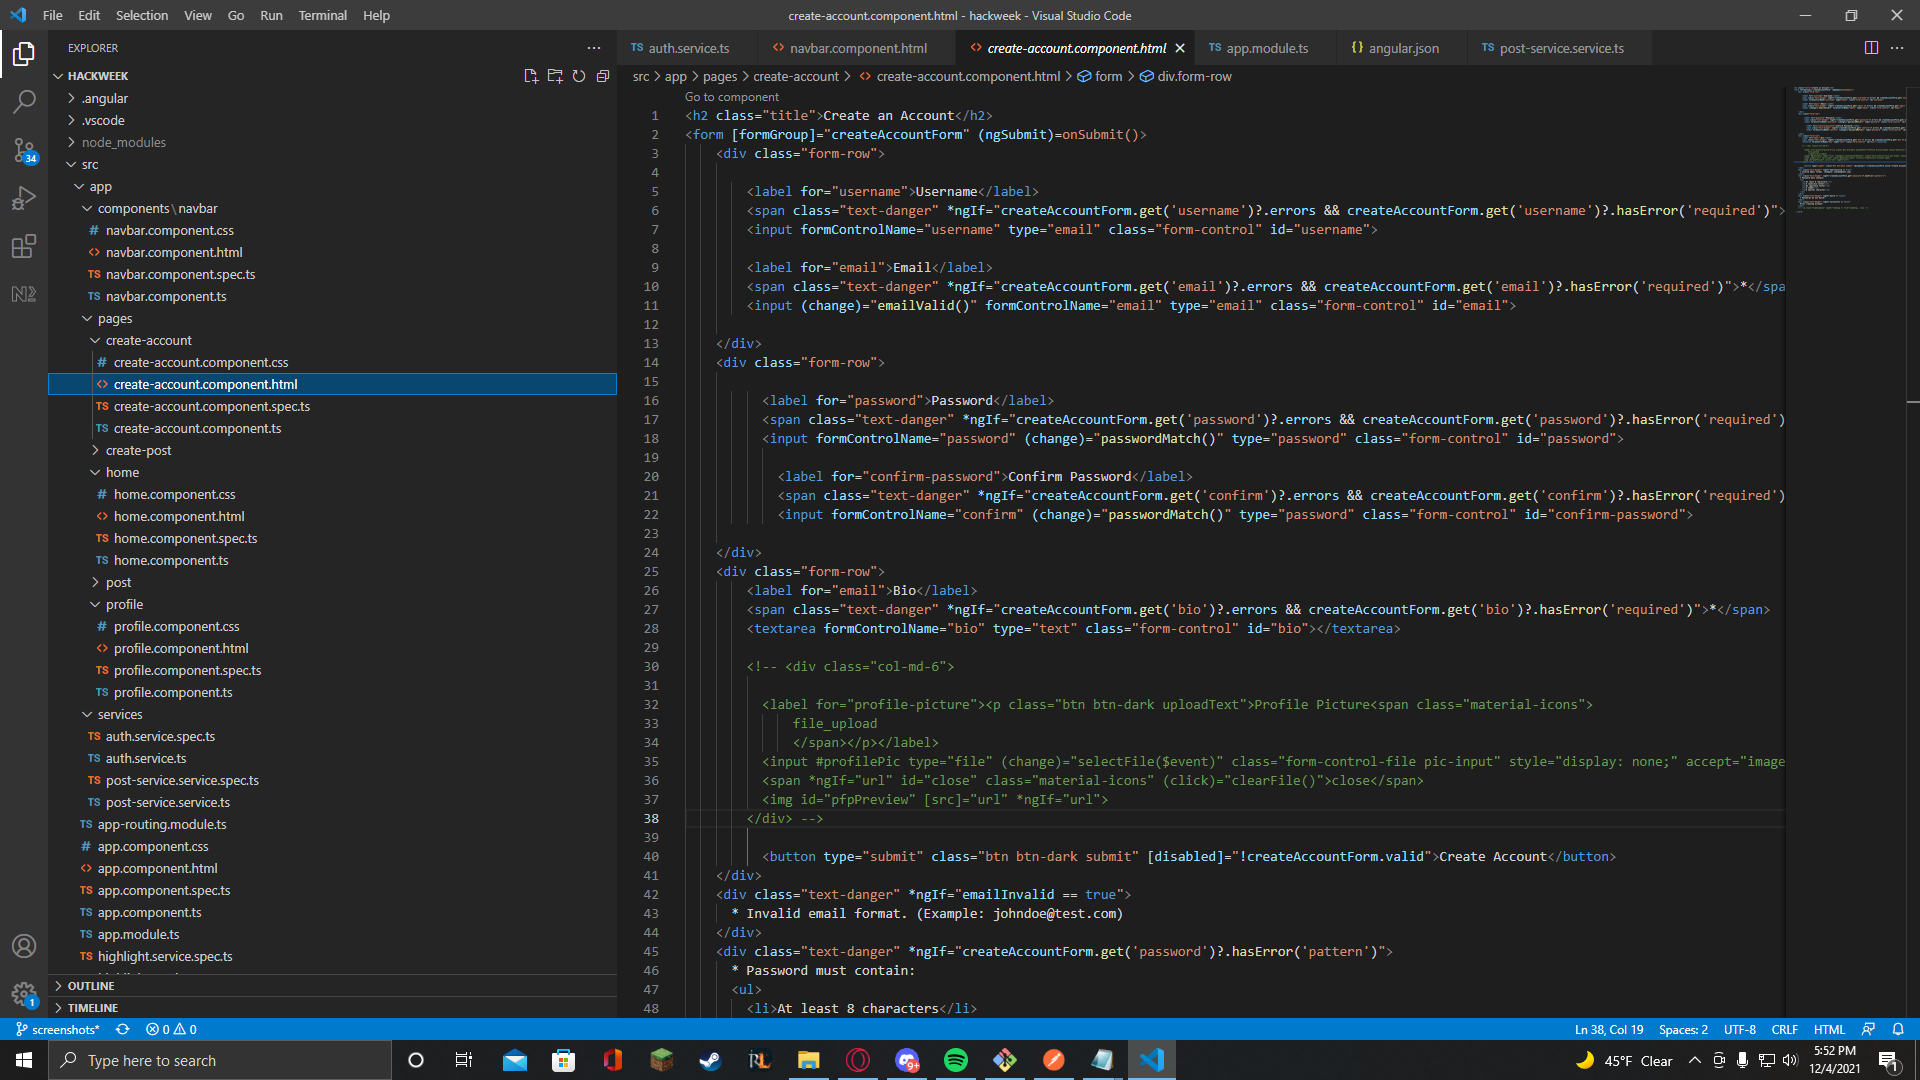 File Edit Selection View Go Run Terminal Help
create-account.component.html - hackweek - Visual Studio Code
EXPLORER
HACKWEEK
.angular
.vscode
node_modules
src
app
components\navbar
navbar.component.css
navbar.component.html
TS navbar.component.spec.ts
TS navbar.component.ts
pages
create-account
create-account.component.css
create-account.component.html
TS create-account.component.spec.ts
TS create-account.component.ts
create-post
home
# home.component.css
home.component.html
TS home.component.spec.ts
TS home.component.ts
post
profile
# profile.component.css
profile.component.html
TS profile.component.spec.ts
TS profile.component.ts
services
TS auth.service.spec.ts
TS auth.service.ts
TS post-service.service.spec.ts
TS post-service.service.ts
TS app-routing.module.ts
# app.component.css
app.component.html
TS app.component.spec.ts
TS app.component.ts
TS app.module.ts
TS highlight.service.spec.ts
OUTLINE
TIMELINE
34
1
TS auth.service.ts <> navbar.component.html <> create-account.component.html TS app.module.ts {} angular.json TS post-service.service.ts
src > app > pages > create-account > <> create-account.component.html > form > div.form-row
Go to component
1 <h2 class="title">Create an Account</h2>
2 <form [formGroup]="createAccountForm" (ngSubmit)=onSubmit()>
3 <div class="form-row">
4
5 <label for="username">Username</label>
6 <span class="text-danger" *ngIf="createAccountForm.get('username')?.errors && createAccountForm.get('username')?.hasError('required')">
7 <input formControlName="username" type="email" class="form-control" id="username">
8
9 <label for="email">Email</label>
10 <span class="text-danger" *ngIf="createAccountForm.get('email')?.errors && createAccountForm.get('email')?.hasError('required')">*</spa
11 <input (change)="emailValid()" formControlName="email" type="email" class="form-control" id="email">
12
13 </div>
14 <div class="form-row">
15
16 <label for="password">Password</label>
17 <span class="text-danger" *ngIf="createAccountForm.get('password')?.errors && createAccountForm.get('password')?.hasError('required')
18 <input formControlName="password" (change)="passwordMatch()" type="password" class="form-control" id="password">
19
20 <label for="confirm-password">Confirm Password</label>
21 <span class="text-danger" *ngIf="createAccountForm.get('confirm')?.errors && createAccountForm.get('confirm')?.hasError('required')
22 <input formControlName="confirm" (change)="passwordMatch()" type="password" class="form-control" id="confirm-password">
23
24 </div>
25 <div class="form-row">
26 <label for="email">Bio</label>
27 <span class="text-danger" *ngIf="createAccountForm.get('bio')?.errors && createAccountForm.get('bio')?.hasError('required')">*</span>
28 <textarea formControlName="bio" type="text" class="form-control" id="bio"></textarea>
29
30 <!-- <div class="col-md-6">
31
32 <label for="profile-picture"><p class="btn btn-dark uploadText">Profile Picture<span class="material-icons">
33 file_upload
34 </span></p></label>
35 <input #profilePic type="file" (change)="selectFile($event)" class="form-control-file pic-input" style="display: none;" accept="image
36 <span *ngIf="url" id="close" class="material-icons" (click)="clearFile()">close</span>
37 <img id="pfpPreview" [src]="url" *ngIf="url">
38 </div> -->
39
40 <button type="submit" class="btn btn-dark submit" [disabled]="!createAccountForm.valid">Create Account</button>
41 </div>
42 <div class="text-danger" *ngIf="emailInvalid == true">
43 * Invalid email format. (Example: johndoe@test.com)
44 </div>
45 <div class="text-danger" *ngIf="createAccountForm.get('password')?.hasError('pattern')">
46 * Password must contain:
47 <ul>
48 <li>At least 8 characters</li>
screenshots* 0 0 Ln 38, Col 19 Spaces: 2 UTF-8 CRLF HTML
Type here to search
RL
9+
45°F Clear
5:52 PM
12/4/2021
1